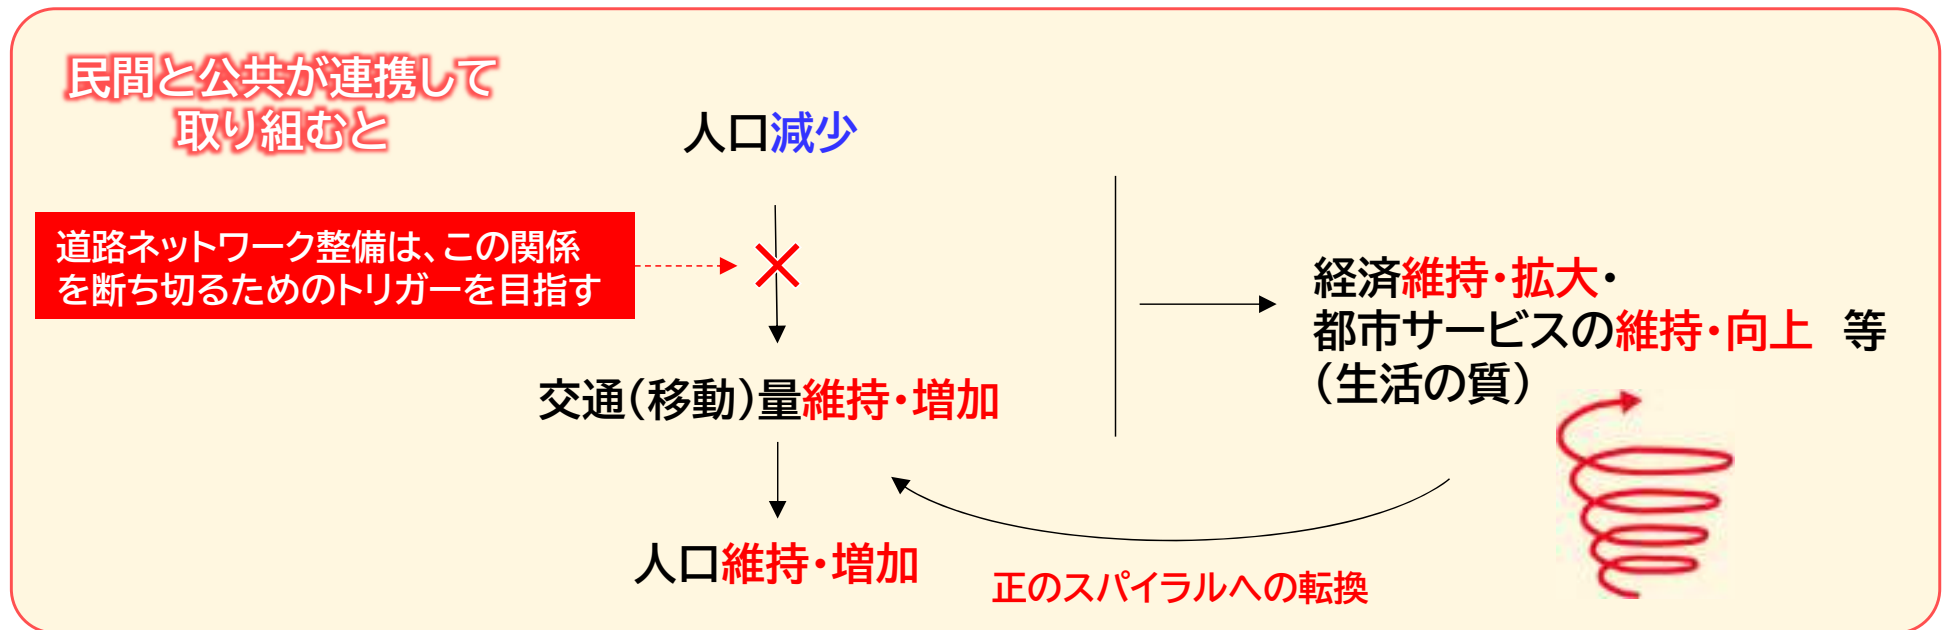 民間と公共が連携して
取り組むと
人口減少
道路ネットワーク整備は、この関係
を断ち切るためのトリガーを目指す
経済維持・拡大・
都市サービスの維持・向上　等
（生活の質）
交通（移動）量維持・増加
人口維持・増加
正のスパイラルへの転換